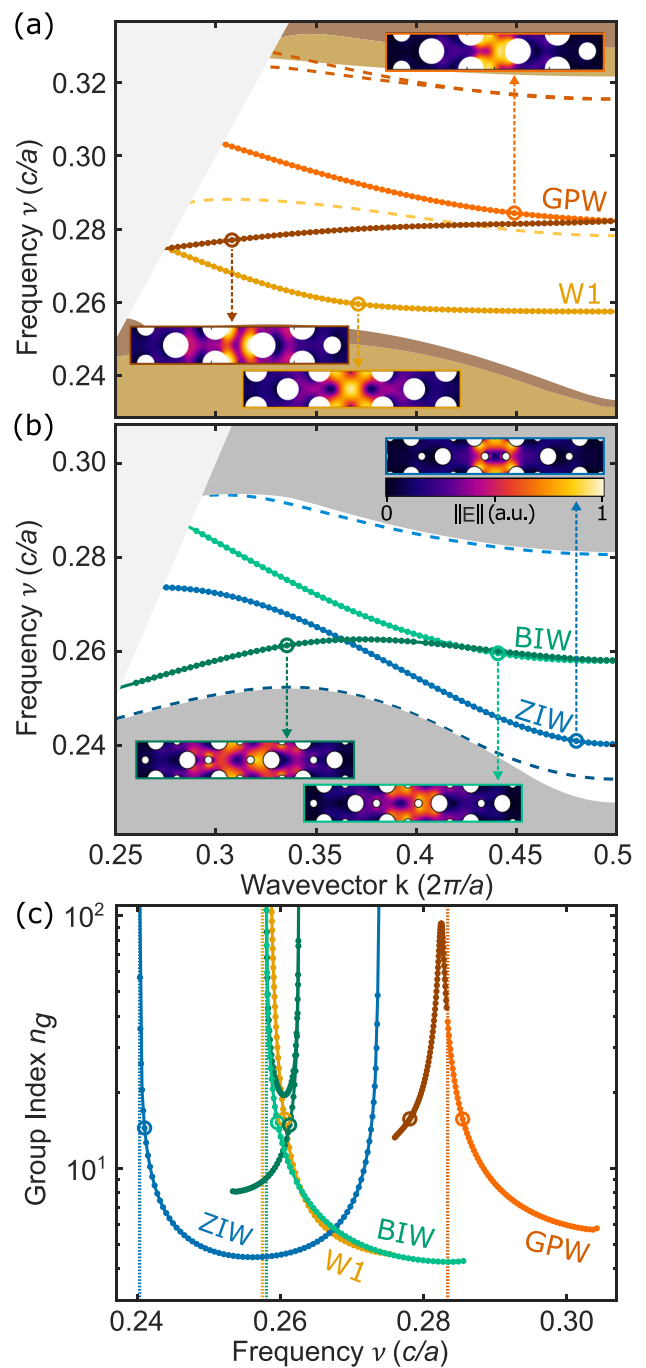 (a)
0.32
0.30
0.28
0.26
0.24
Frequency ν (c/a)
GPW
W1
(b)
0.30
0.28
0.26
0.24
Frequency ν (c/a)
0 ||E|| (a.u.) 1
BIW
ZIW
0.25 0.3 0.35 0.4 0.45 0.5
Wavevector k (2π/a)
(c)
10²
10¹
Group Index n_g
ZIW
W1
BIW
GPW
0.24 0.26 0.28 0.30
Frequency ν (c/a)